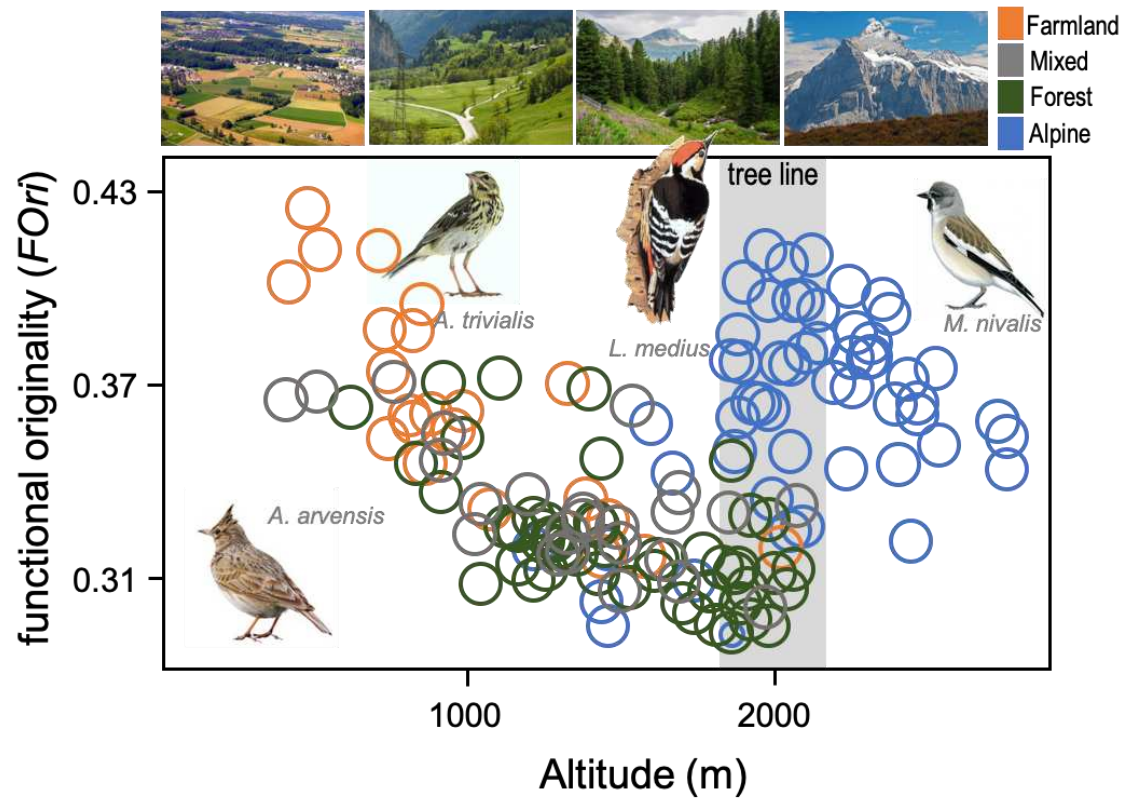 Farmland
Mixed
Forest
Alpine
functional originality (FOri)
0.43
0.37
0.31
tree line
A. trivialis
L. medius
M. nivalis
A. arvensis
1000
2000
Altitude (m)